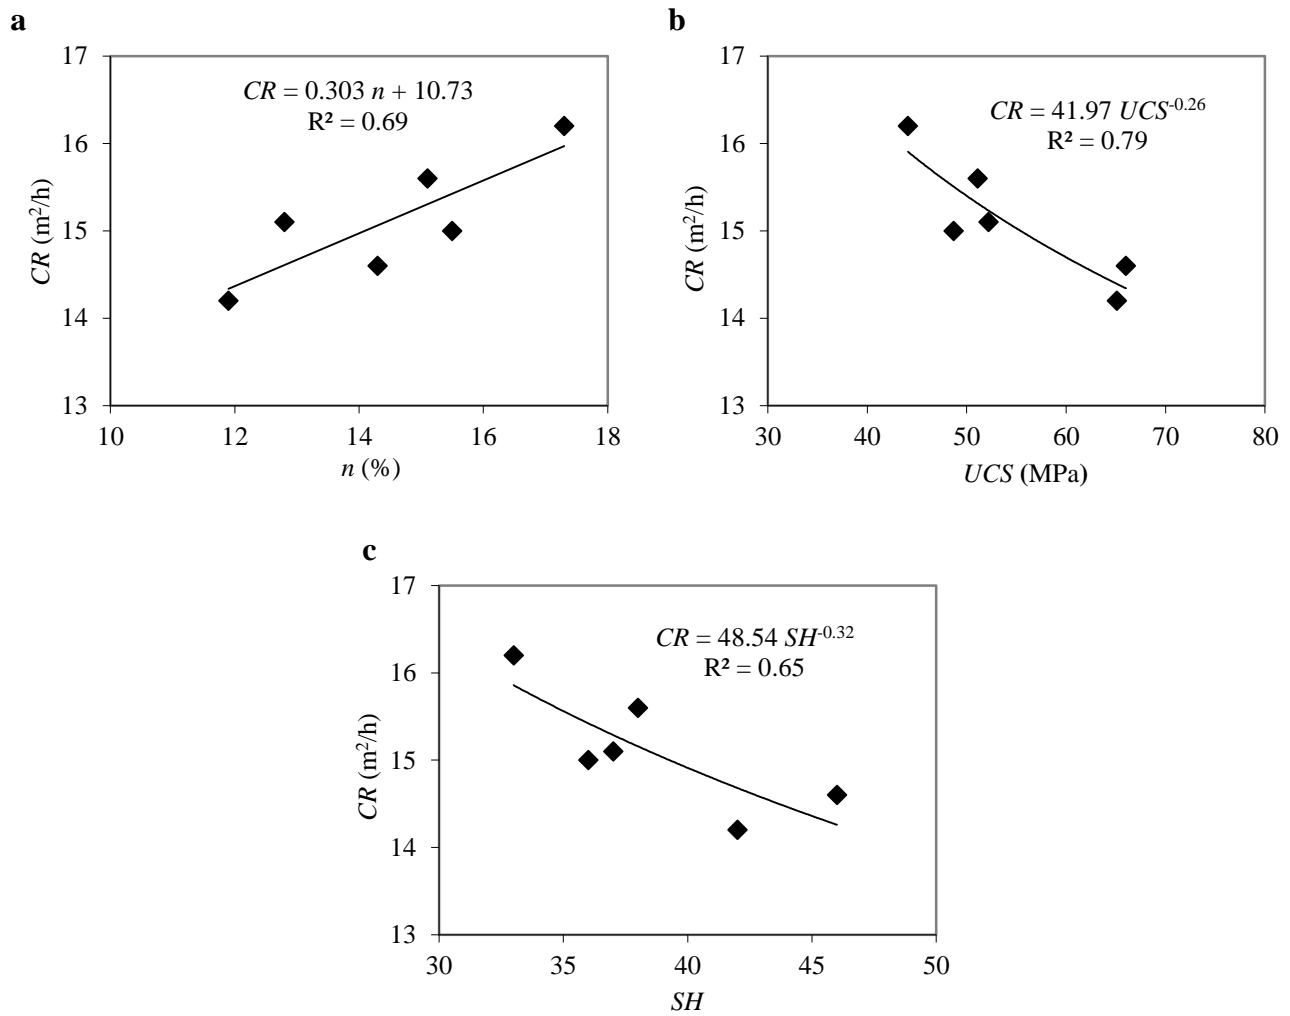 a
17
16
15
14
13
CR (m²/h)
CR = 0.303 n + 10.73
R² = 0.69
10 12 14 16 18
n (%)
b
17
16
15
14
13
CR (m²/h)
CR = 41.97 UCS⁻⁰·²⁶
R² = 0.79
30 40 50 60 70 80
UCS (MPa)
c
17
16
15
14
13
CR (m²/h)
CR = 48.54 SH⁻⁰·³²
R² = 0.65
30 35 40 45 50
SH